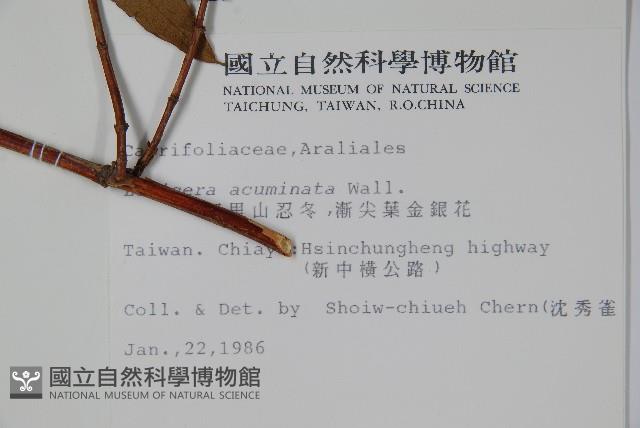 國立自然科學博物館
NATIONAL MUSEUM OF NATURAL SCIENCE
TAICHUNG, TAIWAN, R.O.CHINA
Caprifoliaceae,Araliales
acuminata Wall.
里山忍冬,漸尖葉金銀花
Taiwan. Chiayi:Hsinchungheng highway
(新中橫公路)
Coll. & Det. by Shoiw-chiueh Chern(沈秀雀
Jan.,22,1986
國立自然科學博物館
NATIONAL MUSEUM OF NATURAL SCIENCE